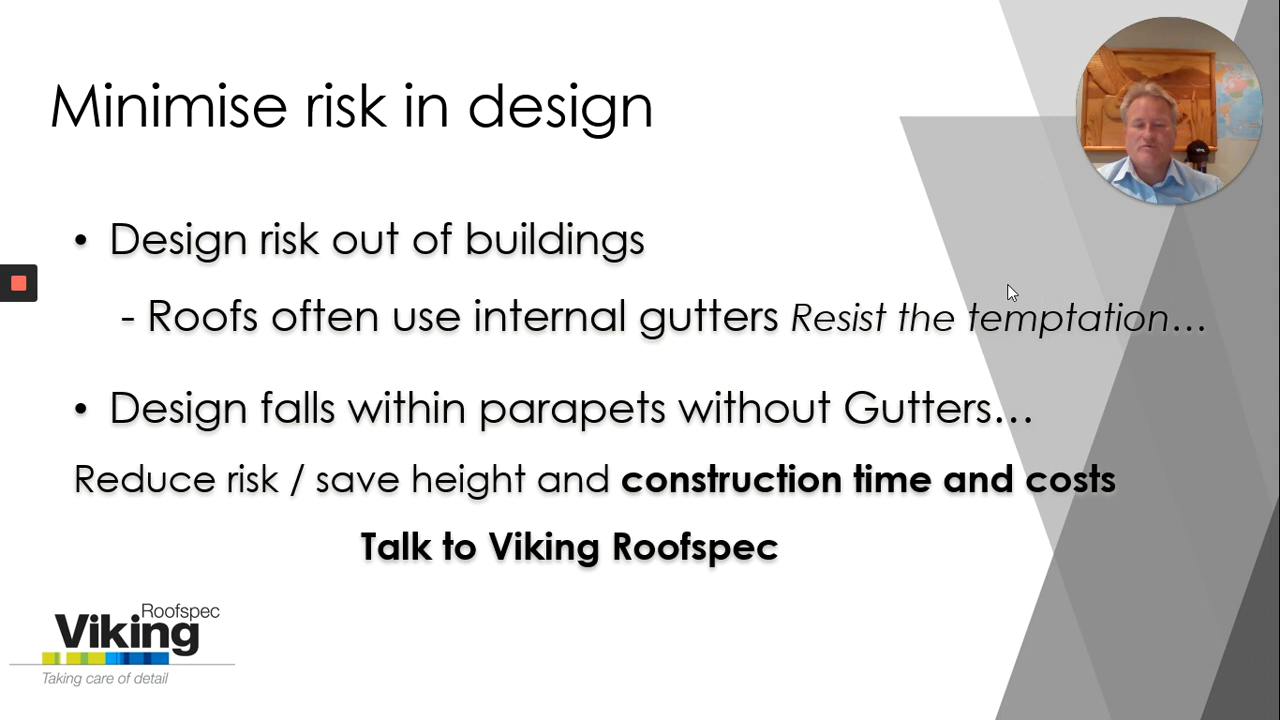 Minimise risk in design
• Design risk out of buildings
- Roofs often use internal gutters Resist the temptation…
• Design falls within parapets without Gutters…
Reduce risk / save height and construction time and costs
Talk to Viking Roofspec
Roofspec
Viking
Taking care of detail